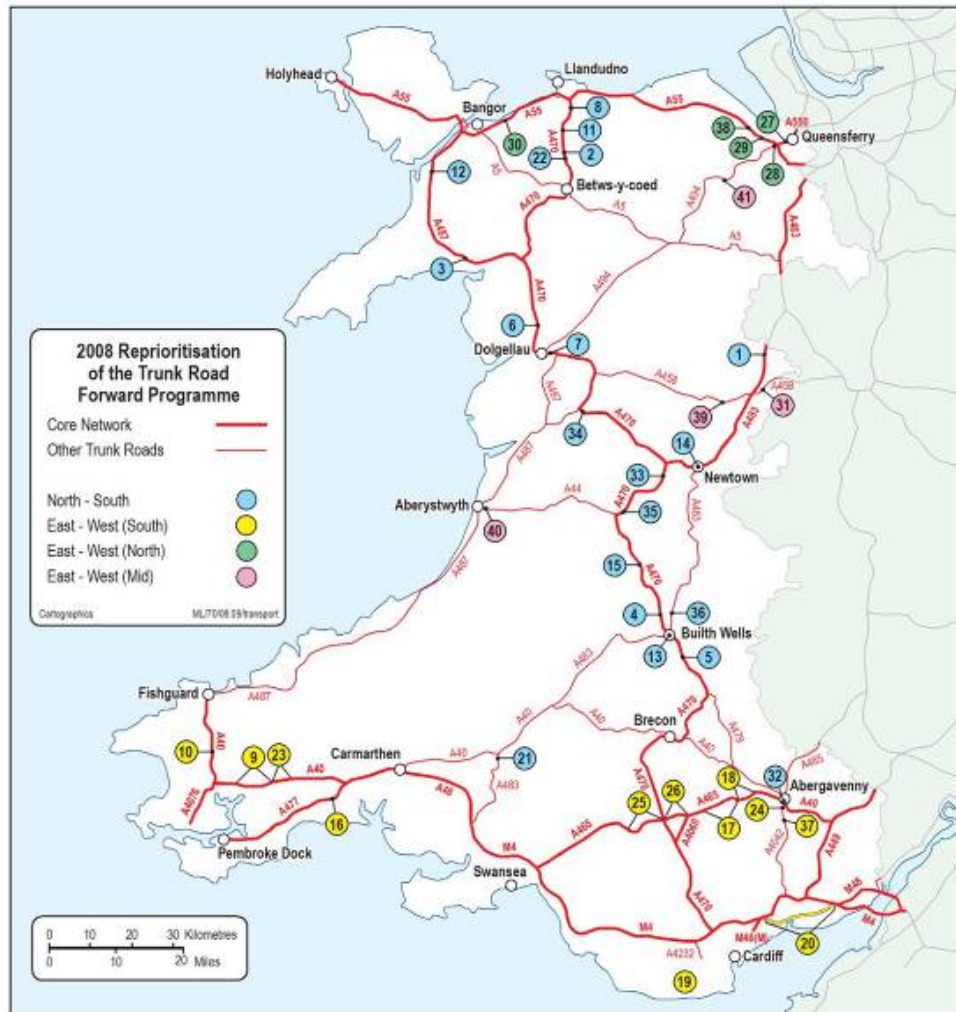 Holyhead
Llandudno
A55
Bangor
A55
8
A55
27
A550
38
Queensferry
30
11
29
A470
22
2
28
12
A5
Betws-y-coed
41
A494
A487
A470
A5
A5
A483
3
A494
A470
6
7
1
Dolgellau
2008 Reprioritisation
of the Trunk Road
Forward Programme
Core Network
Other Trunk Roads
North - South
East - West (South)
East - West (North)
East - West (Mid)
Cartographics
ML/70/08.09/transport
A458
A458
31
39
A487
A483
34
A470
14
A487
Newtown
33
Aberystwyth
A44
A470
35
A483
40
15
A470
A487
4
36
Builth Wells
13
5
A483
Fishguard
A487
A470
A40
Brecon
A479
10
A40
9
23
Carmarthen
A40
21
A40
A465
A40
A470
18
32
Abergavenny
A4076
A477
A48
A483
26
A465
A40
25
24
16
17
37
A465
A4060
A4042
A449
Pembroke Dock
M4
Swansea
A470
M48
M4
0 10 20 30 Kilometres
0 10 20 Miles
M4
M48(M)
20
A4232
Cardiff
19